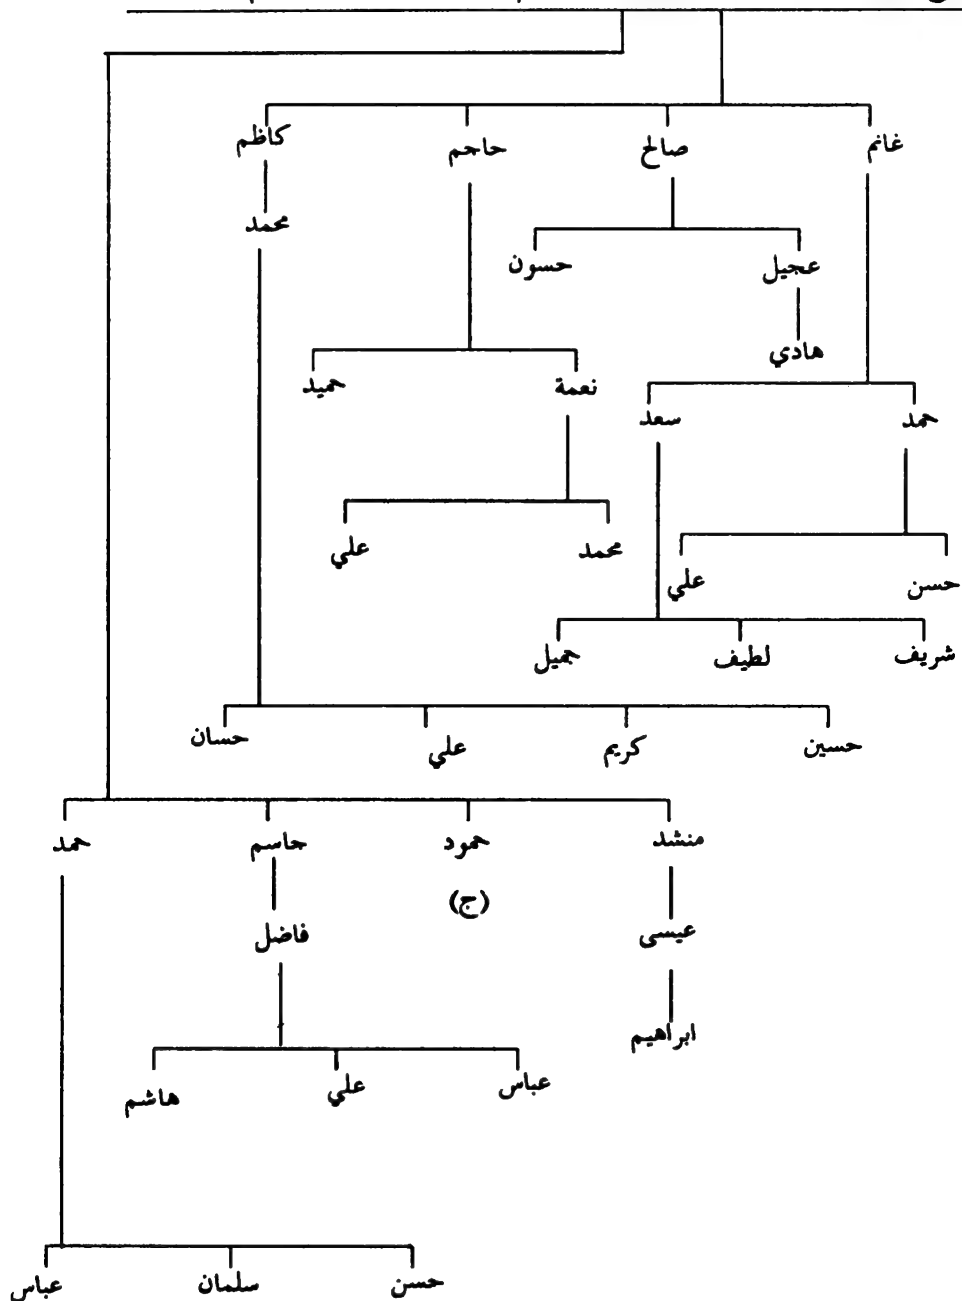 غانم صالح حاجم كاظم
محمد
عجيل حسون
هادي
نعمة حميد
حمد سعد
محمد علي
حسن علي
شريف لطيف جميل
حسين كريم علي حسان
منشد حمود جاسم حمد
(ج)
عيسى فاضل
ابراهيم
عباس علي هاشم
حسن سلمان عباس